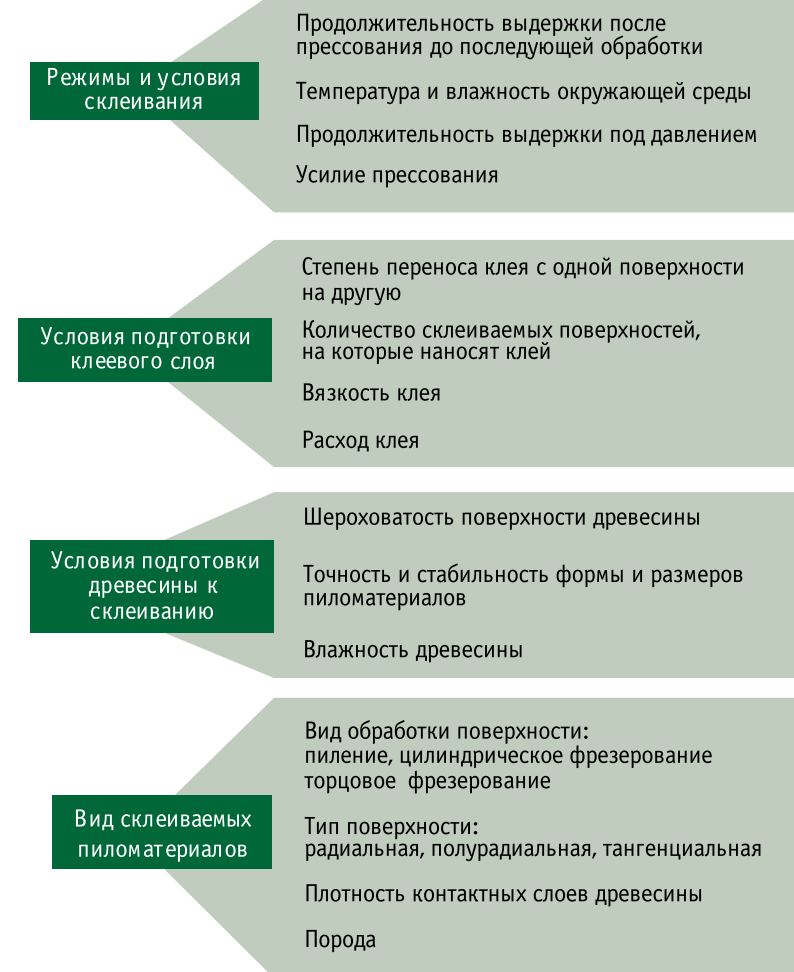 Режимы и условия
склеивания
Продолжительность выдержки после
прессования до последующей обработки
Температура и влажность окружающей среды
Продолжительность выдержки под давлением
Усилие прессования
Условия подготовки
клеевого слоя
Степень переноса клея с одной поверхности
на другую
Количество склеиваемых поверхностей,
на которые наносят клей
Вязкость клея
Расход клея
Условия подготовки
древесины к
склеиванию
Шероховатость поверхности древесины
Точность и стабильность формы и размеров
пиломатериалов
Влажность древесины
Вид склеиваемых
пиломатериалов
Вид обработки поверхности:
пиление, цилиндрическое фрезерование
торцовое фрезерование
Тип поверхности:
радиальная, полурадиальная, тангенциальная
Плотность контактных слоев древесины
Порода